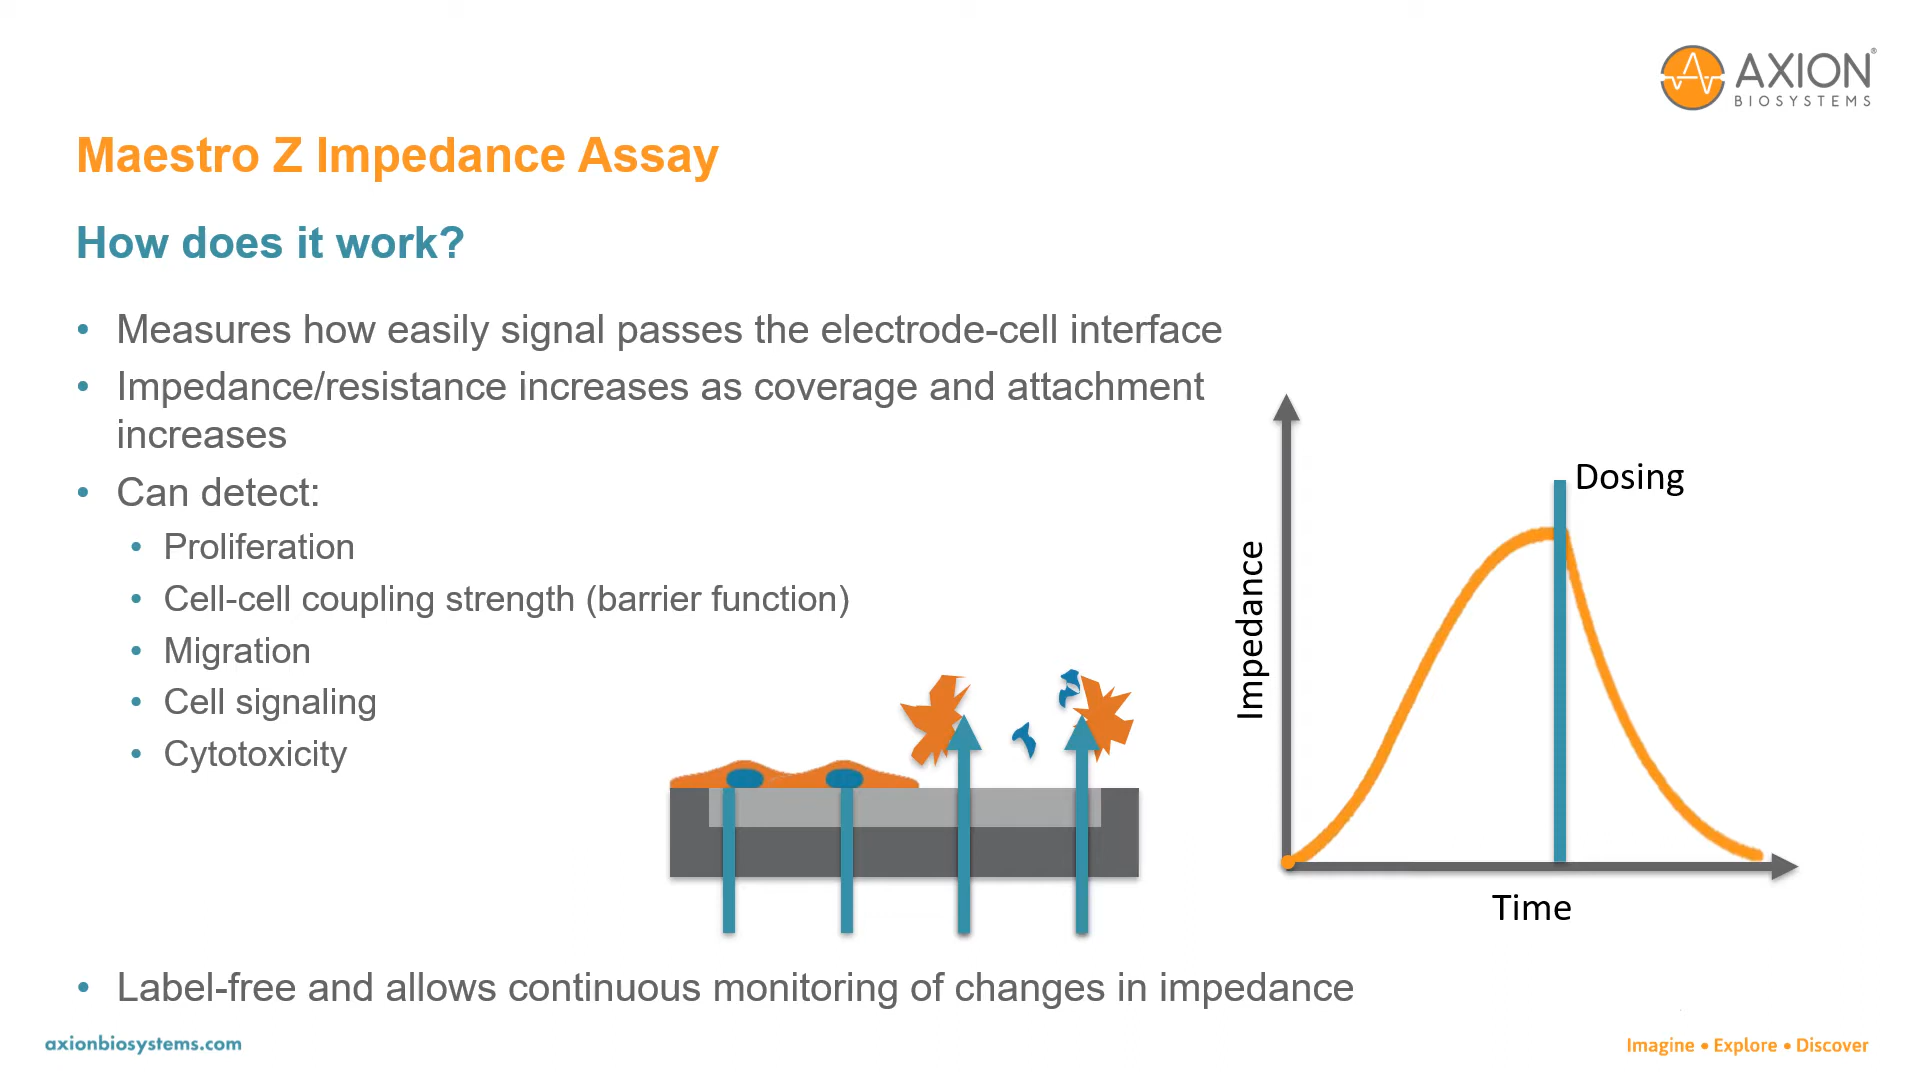 AXION®
BIOSYSTEMS
Maestro Z Impedance Assay
How does it work?
• Measures how easily signal passes the electrode-cell interface
• Impedance/resistance increases as coverage and attachment
increases
• Can detect:
• Proliferation
• Cell-cell coupling strength (barrier function)
• Migration
• Cell signaling
• Cytotoxicity
Dosing
Impedance
Time
• Label-free and allows continuous monitoring of changes in impedance
axionbiosystems.com
Imagine • Explore • Discover